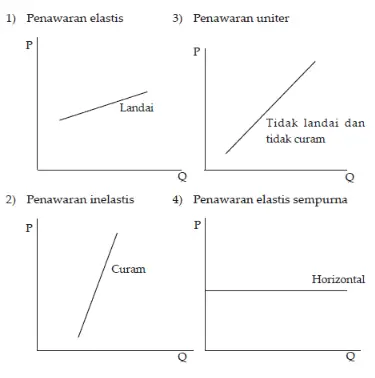 1) Penawaran elastis
P
Landai
Q
2) Penawaran inelastis
P
Curam
Q
3) Penawaran uniter
P
Tidak landai dan
tidak curam
Q
4) Penawaran elastis sempurna
P
Horizontal
Q